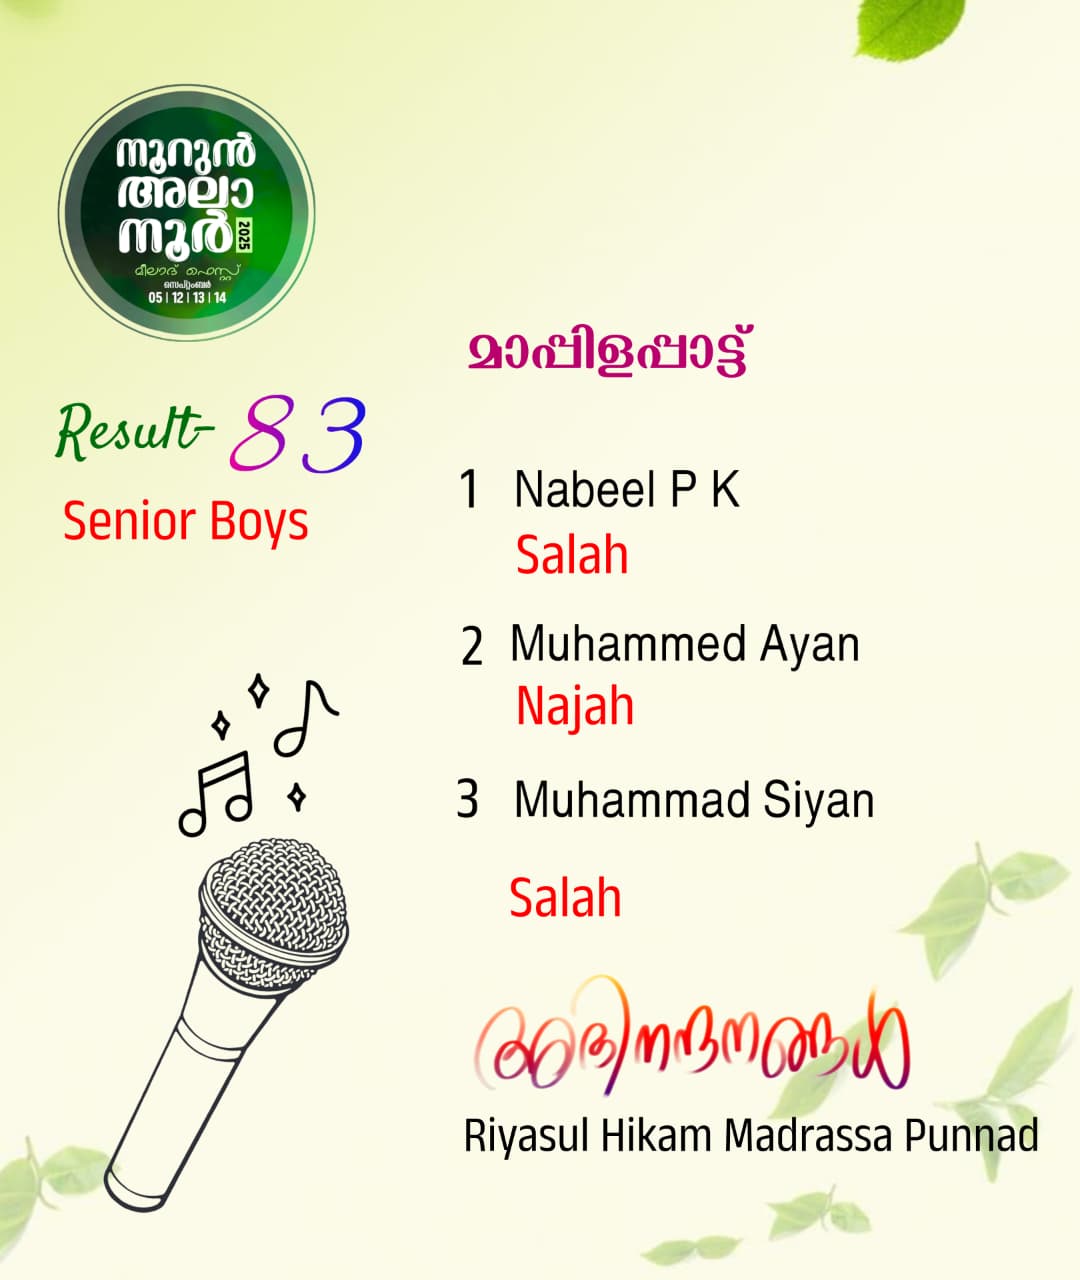 നൂറുൻ
അലാ
നൂർ 2025
മീലാദ് ഫെസ്റ്റ്
സെപ്റ്റംബർ
05 | 12 | 13 | 14
മാപ്പിളപ്പാട്ട്
Result- 83
Senior Boys
1 Nabeel P K
Salah
2 Muhammed Ayan
Najah
3 Muhammad Siyan
Salah
അഭിനന്ദനങ്ങൾ
Riyasul Hikam Madrassa Punnad